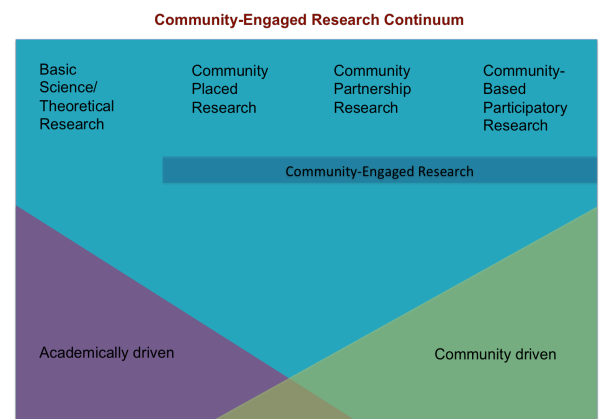 Community-Engaged Research Continuum
Basic
Science/
Theoretical
Research
Community
Placed
Research
Community
Partnership
Research
Community-
Based
Participatory
Research
Community-Engaged Research
Academically driven
Community driven